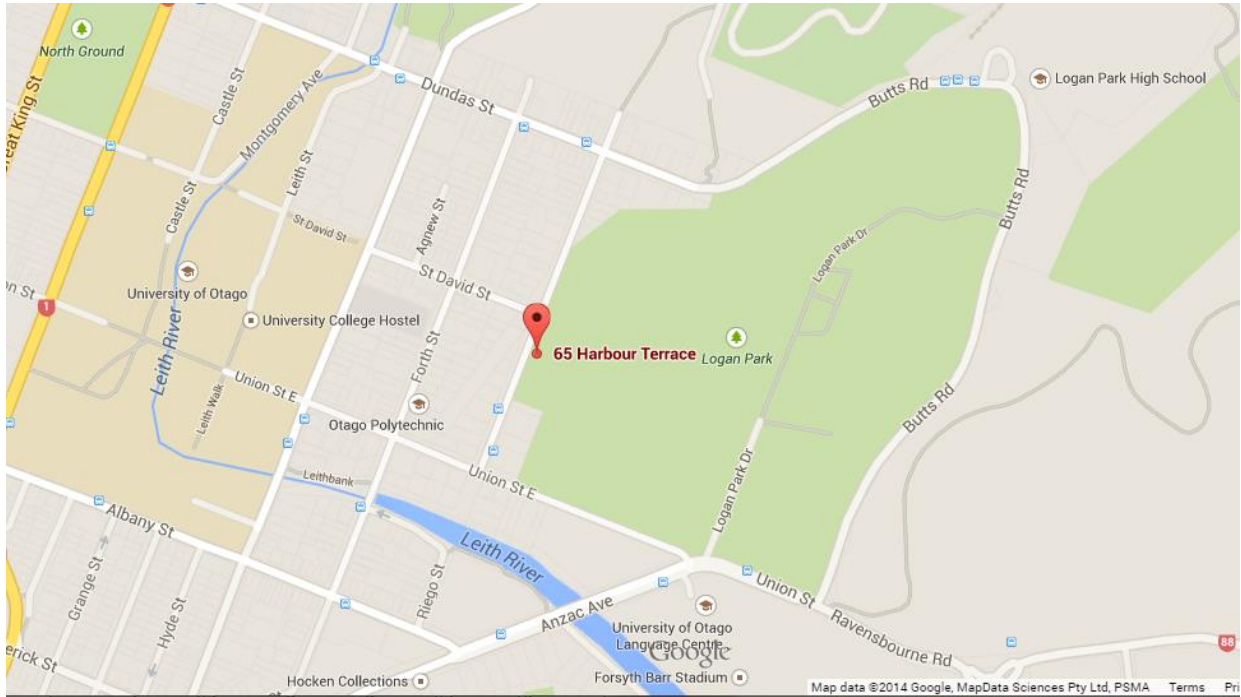 North Ground
Great King St
Castle St
Montgomery Ave
Leith St
Dundas St
Butts Rd
Logan Park High School
Castle St
St David St
Agnew St
Butts Rd
Logan Park Dr
University of Otago
St David St
on St
1
University College Hostel
65 Harbour Terrace
Logan Park
Leith River
Forth St
Union St E
Leith Walk
Otago Polytechnic
Butts Rd
Leithbank
Union St E
Logan Park Dr
Albany St
Leith River
Grange St
Hyde St
Riego St
Anzac Ave
Union St
Ravensbourne Rd
88
University of Otago
Language Centre
Google
erick St
Hocken Collections
Forsyth Barr Stadium
Map data ©2014 Google, MapData Sciences Pty Ltd, PSMA Terms Pri